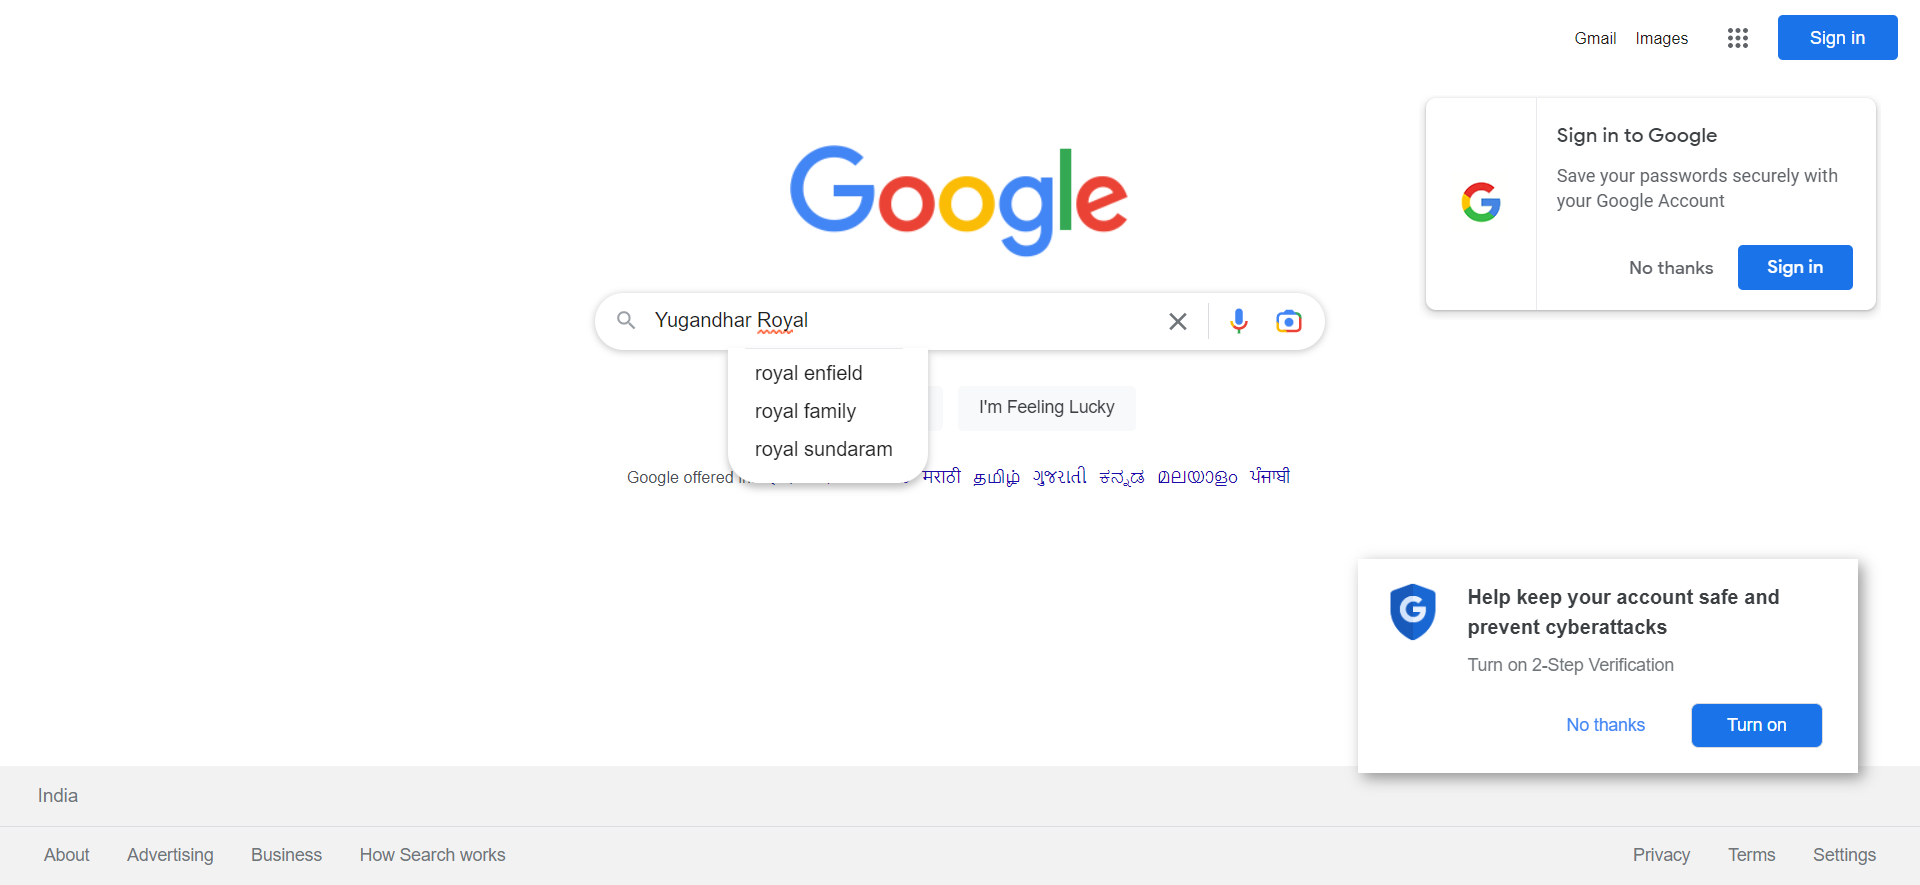 Gmail Images Sign in
Sign in to Google
Save your passwords securely with
your Google Account
No thanks Sign in
Google
Yugandhar Royal
royal enfield
royal family
royal sundaram
I'm Feeling Lucky
Google offered मराठी தமிழ் ગુજરાતી ಕನ್ನಡ മലയാളം ਪੰਜਾਬੀ
Help keep your account safe and
prevent cyberattacks
Turn on 2-Step Verification
No thanks Turn on
India
About Advertising Business How Search works Privacy Terms Settings